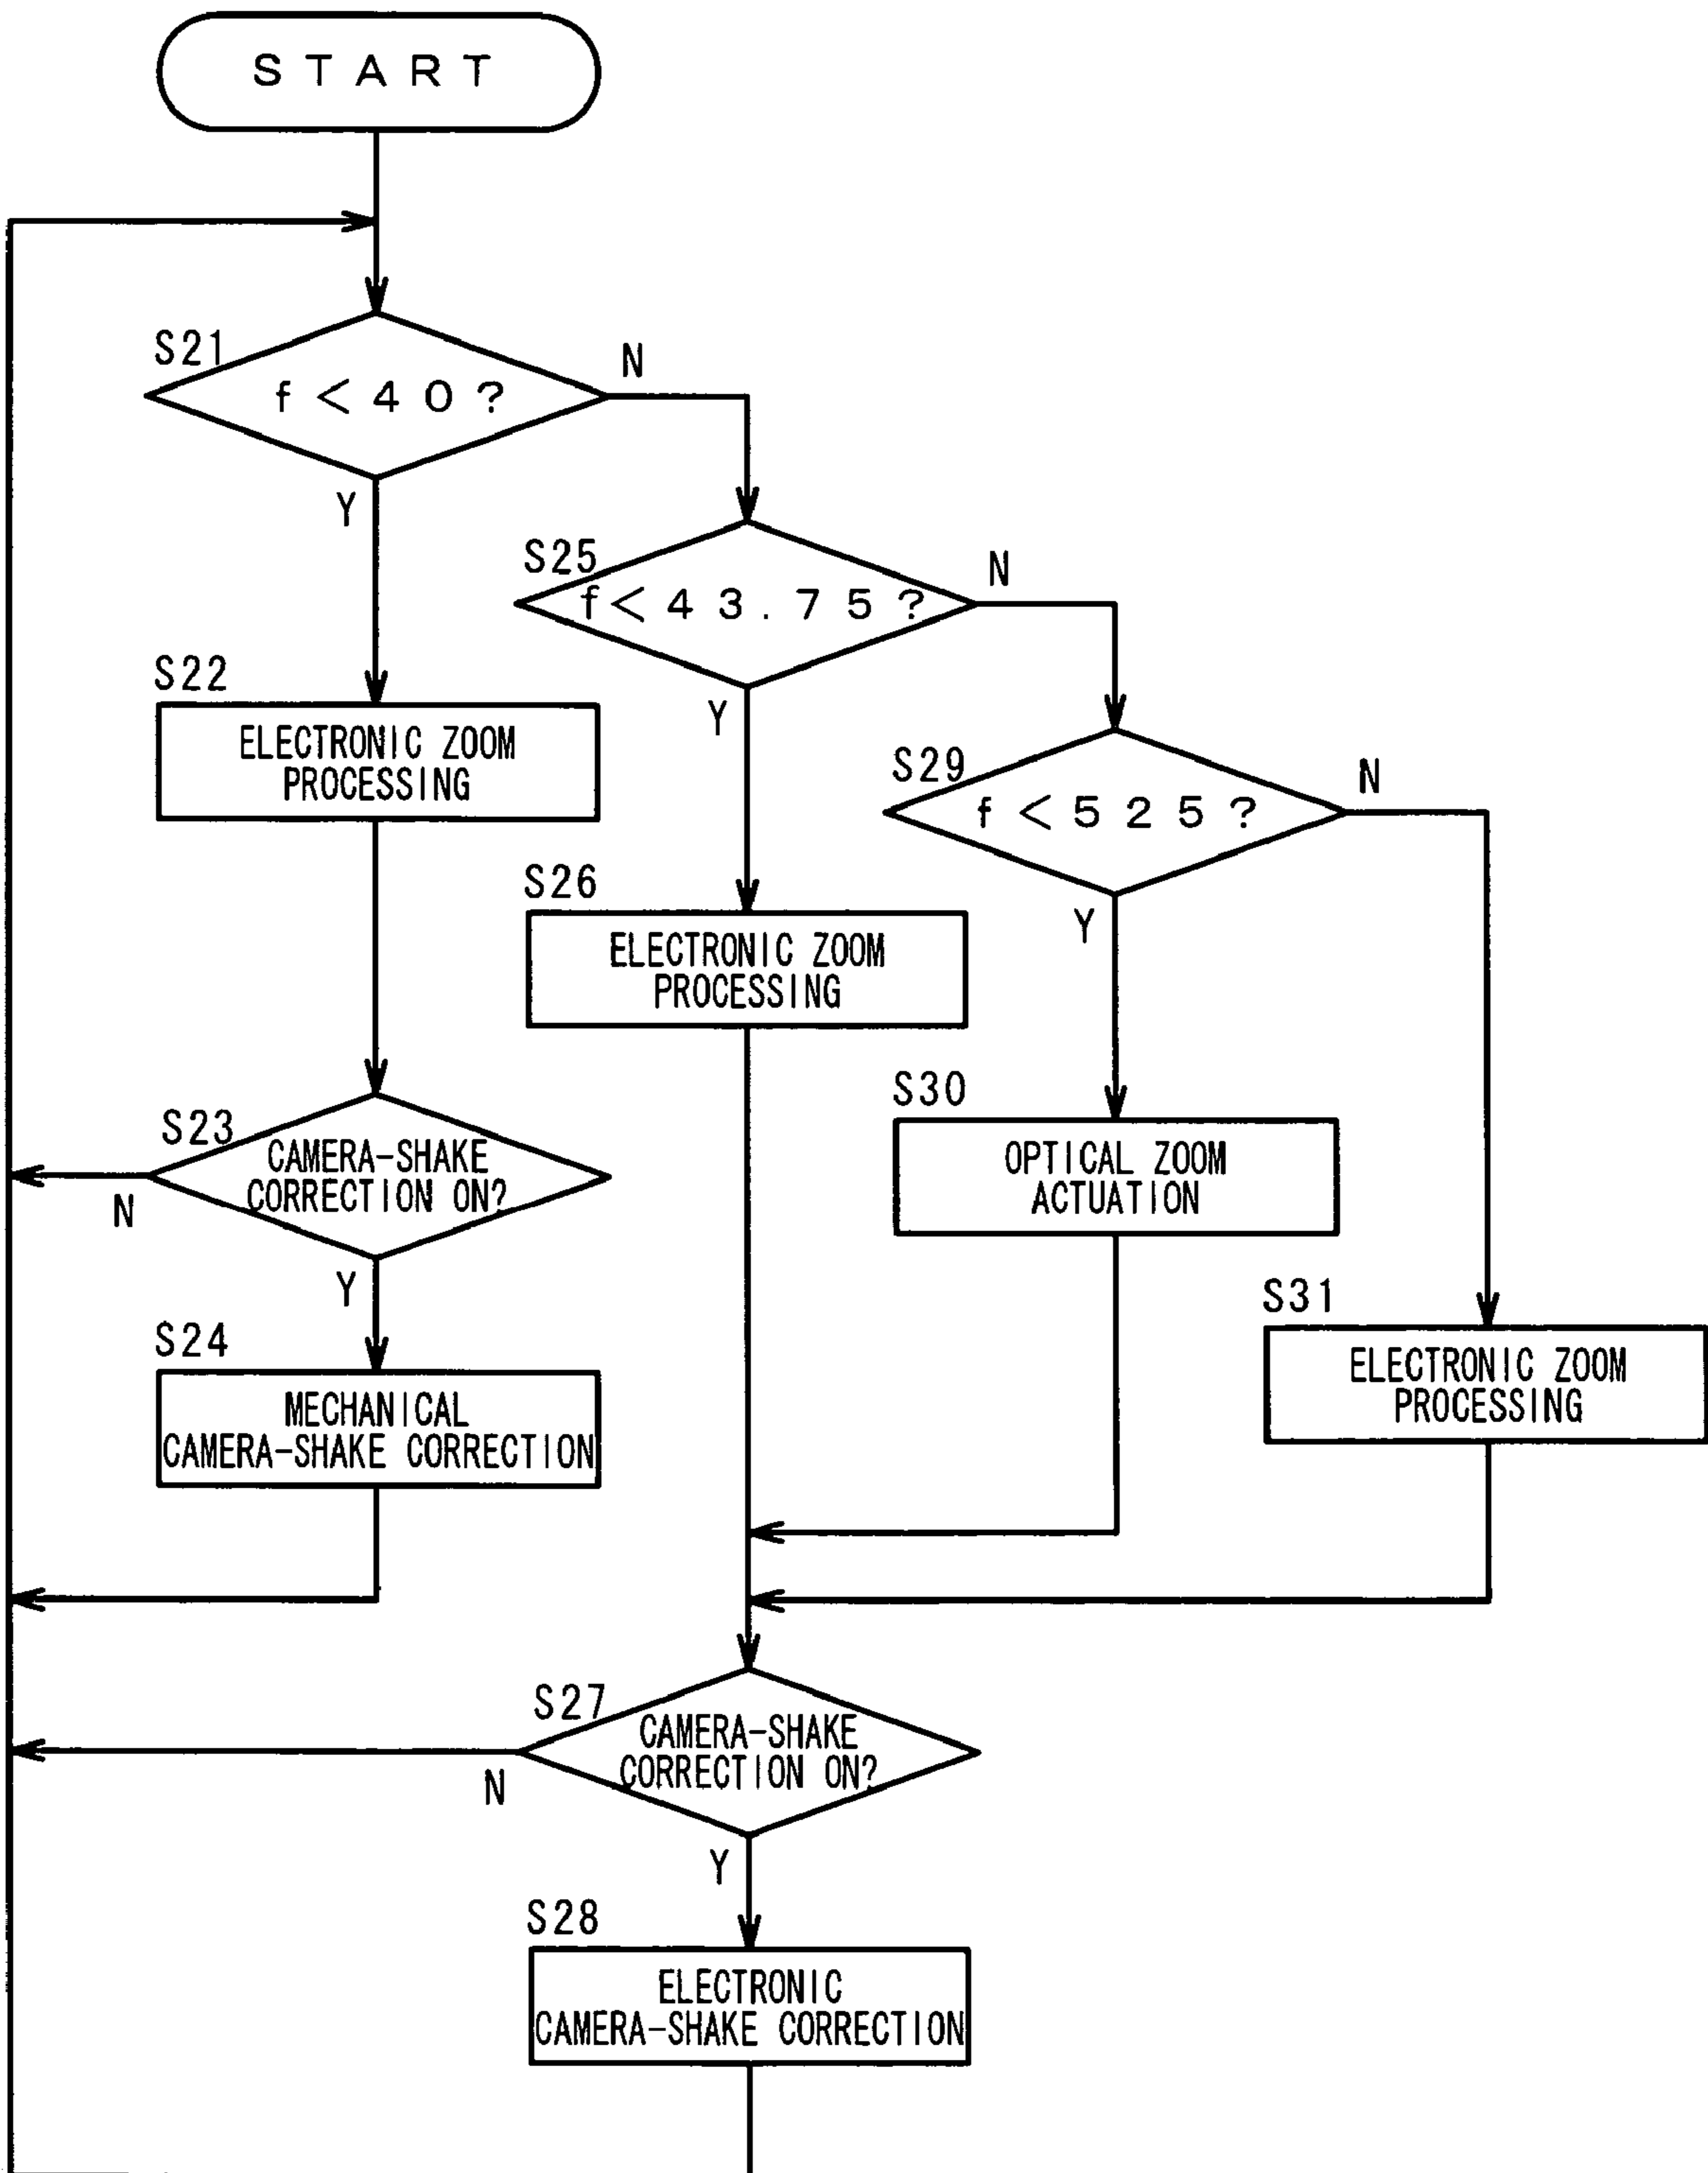 START
S21
f<40?
N
Y
S25
f<43.75?
N
Y
S22
ELECTRONIC ZOOM
PROCESSING
S29
f<525?
N
Y
S26
ELECTRONIC ZOOM
PROCESSING
S23
CAMERA-SHAKE
CORRECTION ON?
N
Y
S30
OPTICAL ZOOM
ACTUATION
S24
MECHANICAL
CAMERA-SHAKE CORRECTION
S31
ELECTRONIC ZOOM
PROCESSING
S27
CAMERA-SHAKE
CORRECTION ON?
N
Y
S28
ELECTRONIC
CAMERA-SHAKE CORRECTION